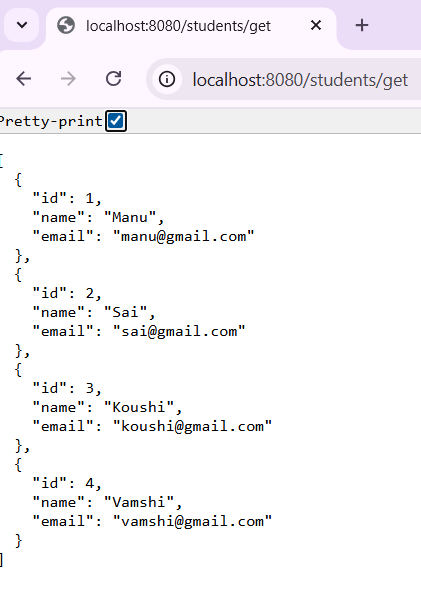 localhost:8080/students/get
localhost:8080/students/get
Pretty-print
[
  {
    "id": 1,
    "name": "Manu",
    "email": "manu@gmail.com"
  },
  {
    "id": 2,
    "name": "Sai",
    "email": "sai@gmail.com"
  },
  {
    "id": 3,
    "name": "Koushi",
    "email": "koushi@gmail.com"
  },
  {
    "id": 4,
    "name": "Vamshi",
    "email": "vamshi@gmail.com"
  }
]